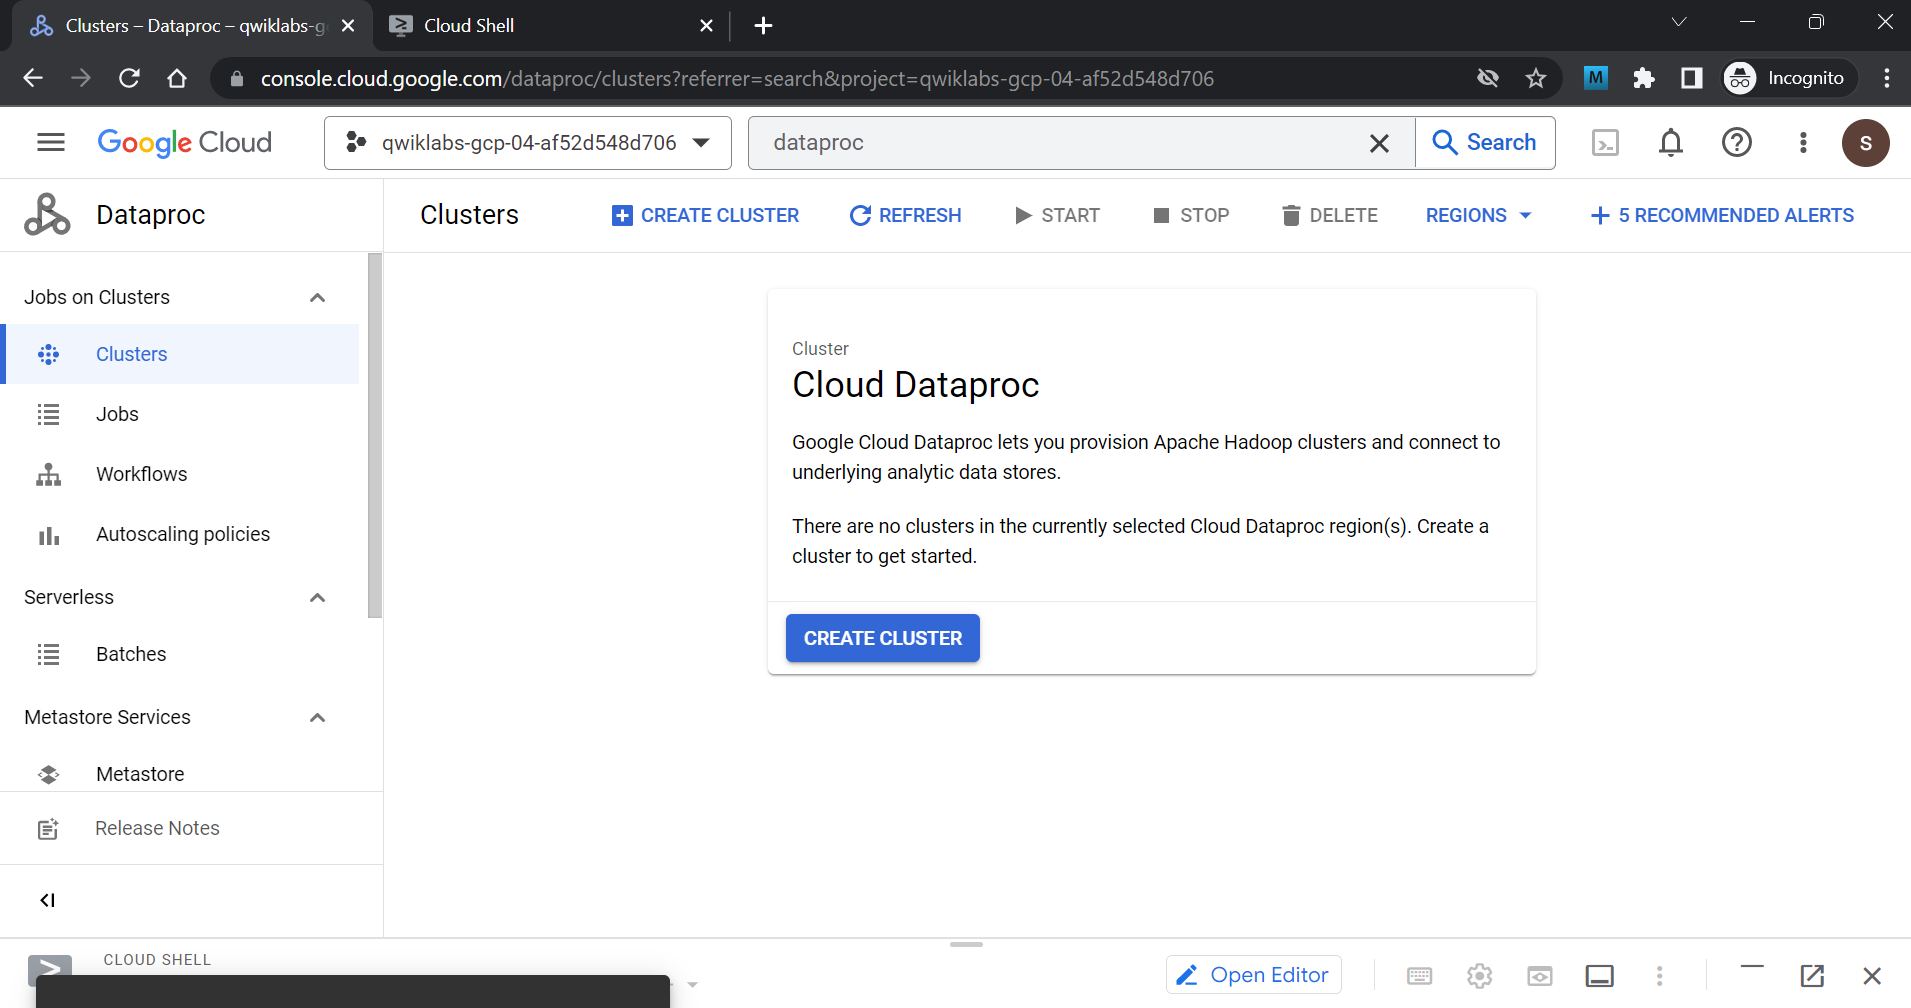 Clusters – Dataproc – qwiklabs-g
Cloud Shell
console.cloud.google.com/dataproc/clusters?referrer=search&project=qwiklabs-gcp-04-af52d548d706
M
Incognito
Google Cloud
qwiklabs-gcp-04-af52d548d706
dataproc
Search
S
Dataproc
Clusters
CREATE CLUSTER
REFRESH
START
STOP
DELETE
REGIONS
5 RECOMMENDED ALERTS
Jobs on Clusters
Clusters
Jobs
Workflows
Autoscaling policies
Serverless
Batches
Metastore Services
Metastore
Release Notes
Cluster
Cloud Dataproc
Google Cloud Dataproc lets you provision Apache Hadoop clusters and connect to
underlying analytic data stores.
There are no clusters in the currently selected Cloud Dataproc region(s). Create a
cluster to get started.
CREATE CLUSTER
CLOUD SHELL
Open Editor